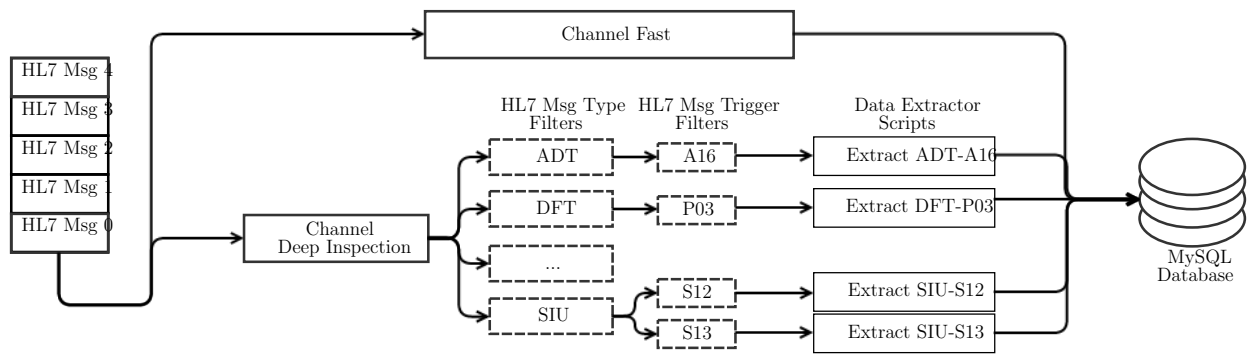 Channel Fast
HL7 Msg 4
HL7 Msg 3
HL7 Msg 2
HL7 Msg 1
HL7 Msg 0
Channel
Deep Inspection
HL7 Msg Type
Filters
ADT
DFT
...
SIU
HL7 Msg Trigger
Filters
A16
P03
S12
S13
Data Extractor
Scripts
Extract ADT-A16
Extract DFT-P03
Extract SIU-S12
Extract SIU-S13
MySQL
Database